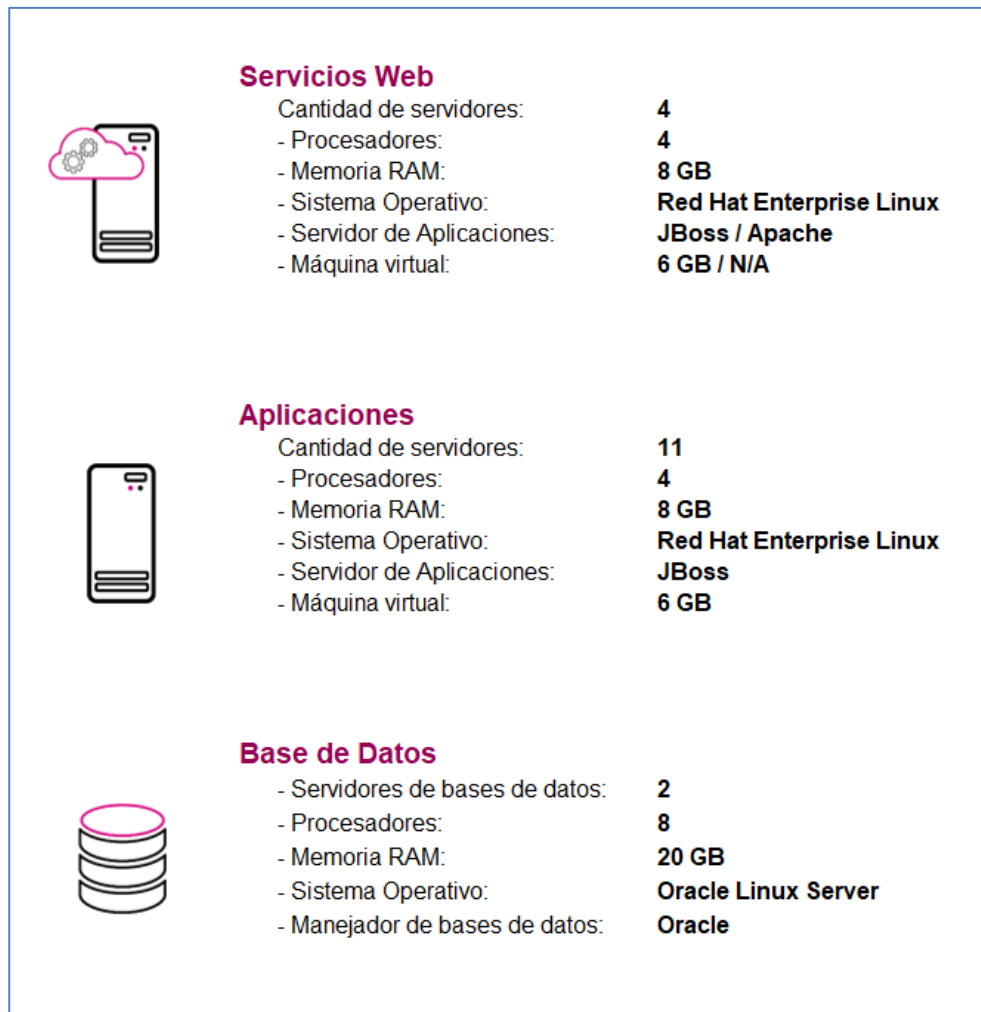 Servicios Web
Cantidad de servidores: 4
- Procesadores: 4
- Memoria RAM: 8 GB
- Sistema Operativo: Red Hat Enterprise Linux
- Servidor de Aplicaciones: JBoss / Apache
- Máquina virtual: 6 GB / N/A
Aplicaciones
Cantidad de servidores: 11
- Procesadores: 4
- Memoria RAM: 8 GB
- Sistema Operativo: Red Hat Enterprise Linux
- Servidor de Aplicaciones: JBoss
- Máquina virtual: 6 GB
Base de Datos
- Servidores de bases de datos: 2
- Procesadores: 8
- Memoria RAM: 20 GB
- Sistema Operativo: Oracle Linux Server
- Manejador de bases de datos: Oracle